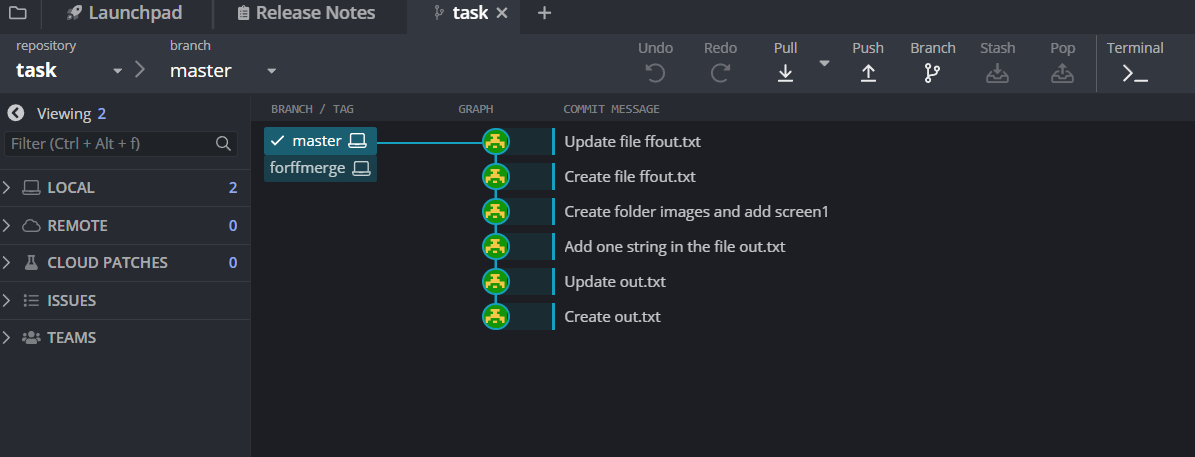 Launchpad Release Notes task
repository branch Undo Redo Pull Push Branch Stash Pop Terminal
task master
Viewing 2 BRANCH / TAG GRAPH COMMIT MESSAGE
Filter (Ctrl + Alt + f) master Update file ffout.txt
forffmerge Create file ffout.txt
LOCAL 2
Create folder images and add screen1
REMOTE 0
Add one string in the file out.txt
CLOUD PATCHES 0
Update out.txt
ISSUES
Create out.txt
TEAMS